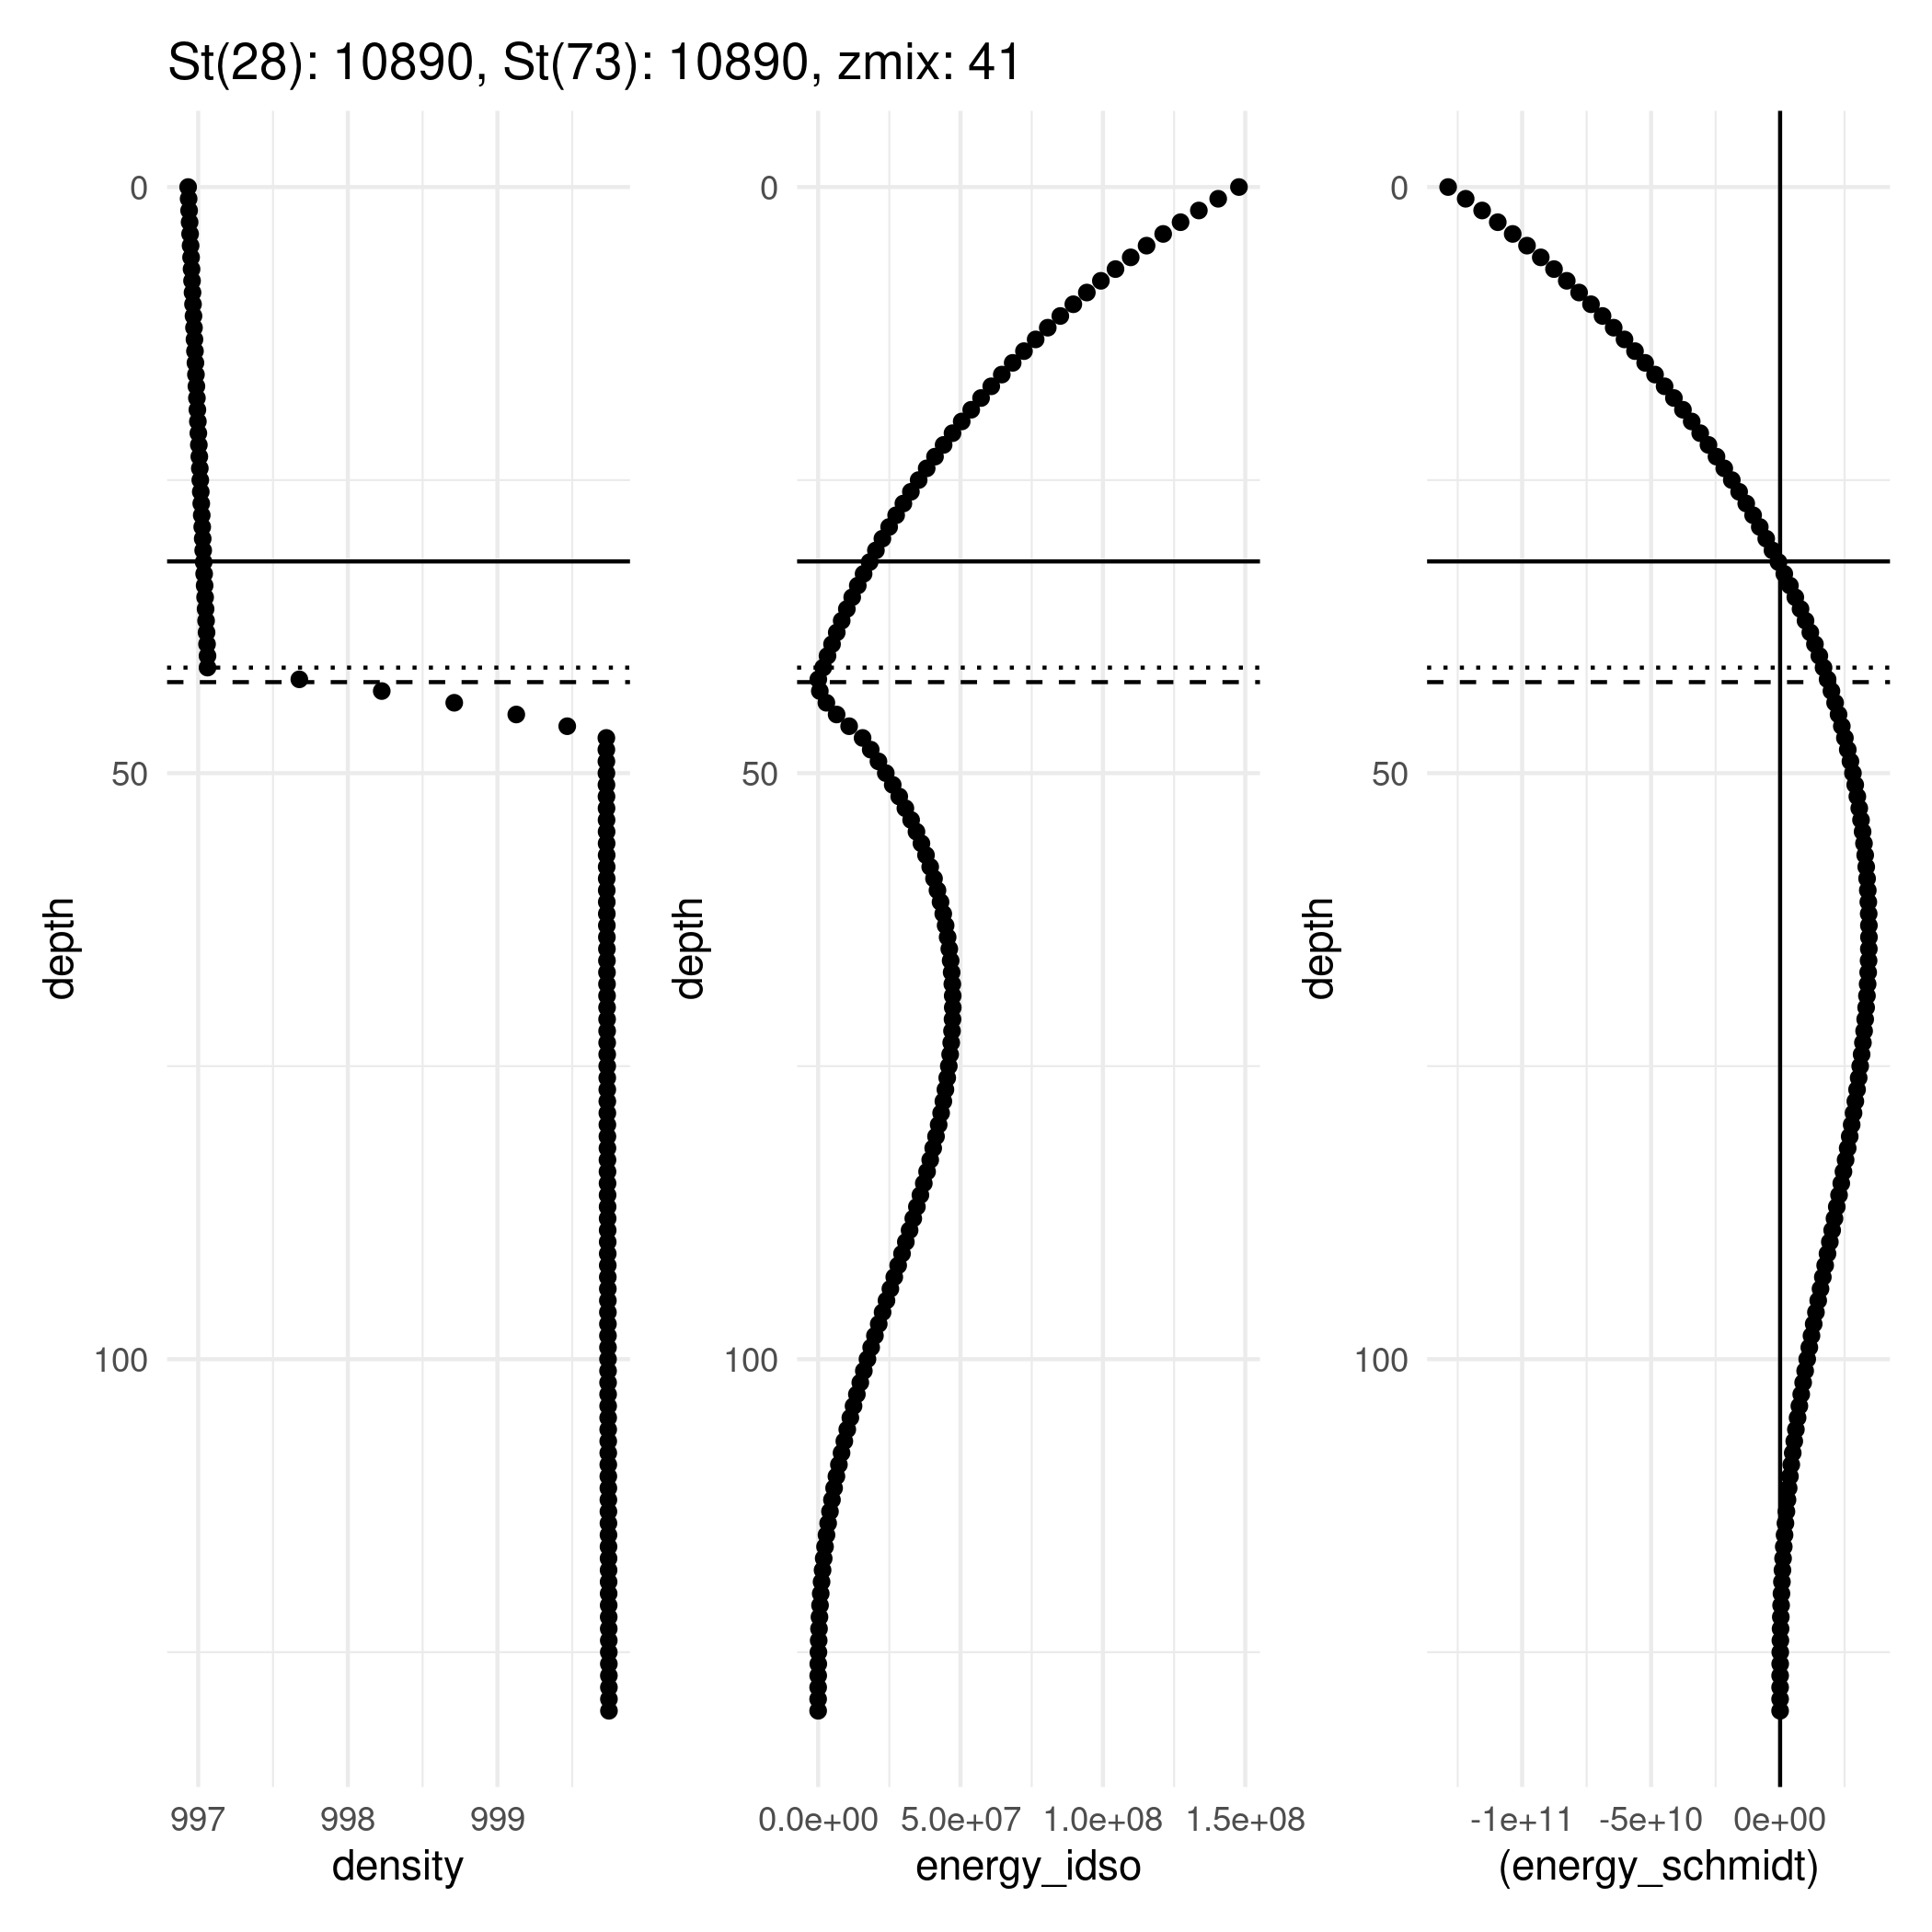 St(28): 10890, St(73): 10890, zmix: 41
0
50
100
depth
997 998 999
density
0
50
100
depth
0.0e+00 5.0e+07 1.0e+08 1.5e+08
energy_idso
0
50
100
depth
-1e+11 -5e+10 0e+00
(energy_schmidt)